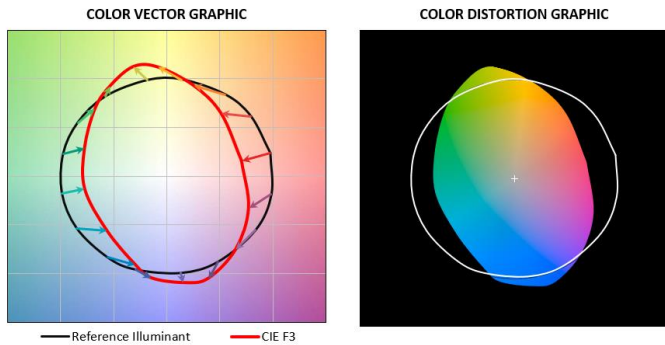 COLOR VECTOR GRAPHIC
COLOR DISTORTION GRAPHIC
Reference Illuminant
CIE F3